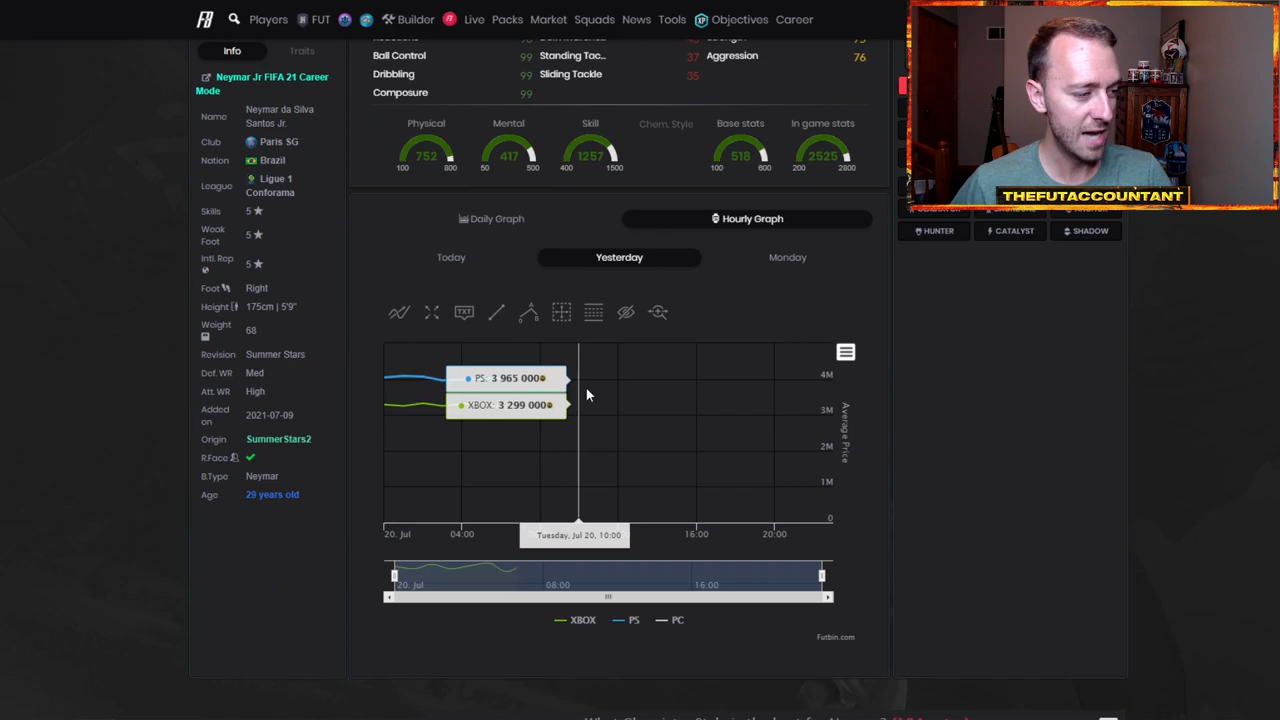 FB Players FUT Builder Live Packs Market Squads News Tools XP Objectives Career
Info Traits
Neymar Jr FIFA 21 Career
Mode
Name Neymar da Silva
Santos Jr.
Club Paris SG
Nation Brazil
League Ligue 1
Conforama
Skills 5
Weak
Foot 5
Intl. Rep 5
Foot Right
Height 175cm | 5'9"
Weight 68
Revision Summer Stars
Def. WR Med
Att. WR High
Added
on 2021-07-09
Origin SummerStars2
R.Face
B.Type Neymar
Age 29 years old
Ball Control 99 Standing Tac... 37 Aggression 76
Dribbling 99 Sliding Tackle 35
Composure 99
Physical Mental Skill Chem. Style Base stats In game stats
752 417 1257 518 2525
100 800 50 500 400 1500 100 600 200 2800
Daily Graph Hourly Graph
Today Yesterday Monday
TXT
PS: 3 965 000
XBOX: 3 299 000
4M
3M
2M
1M
0
Average Price
20. Jul 04:00 Tuesday, Jul 20, 10:00 16:00 20:00
20. Jul 08:00 16:00
XBOX PS PC
Futbin.com
THEFUTACCOUNTANT
HUNTER CATALYST SHADOW